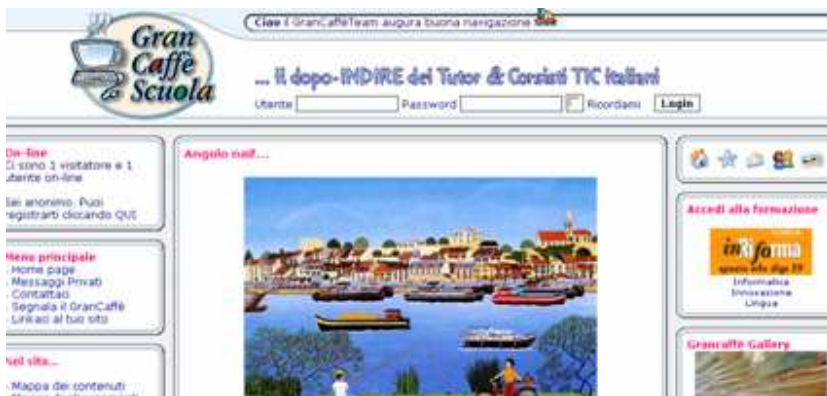 Ciao il GranCaffèTeam augura buona navigazione
Gran
Caffè
Scuola
... il dopo-INDIRE dei Tutor & Corsisti TIC Italiani
Utente
Password
Ricordami
Login
On-line
Ci sono 1 visitatore e 1
utente on-line
Sei anonimo. Puoi
registrarti cliccando QUI
Menu principale
Home page
Messaggi Privati
Contattaci
Segnala il GranCaffè
Linkaci al tuo sito
Nel sito...
Mappa dei contenuti
Angolo naif...
Accedi alla formazione
Informatica
Innovazione
Lingua
Grancaffè Gallery